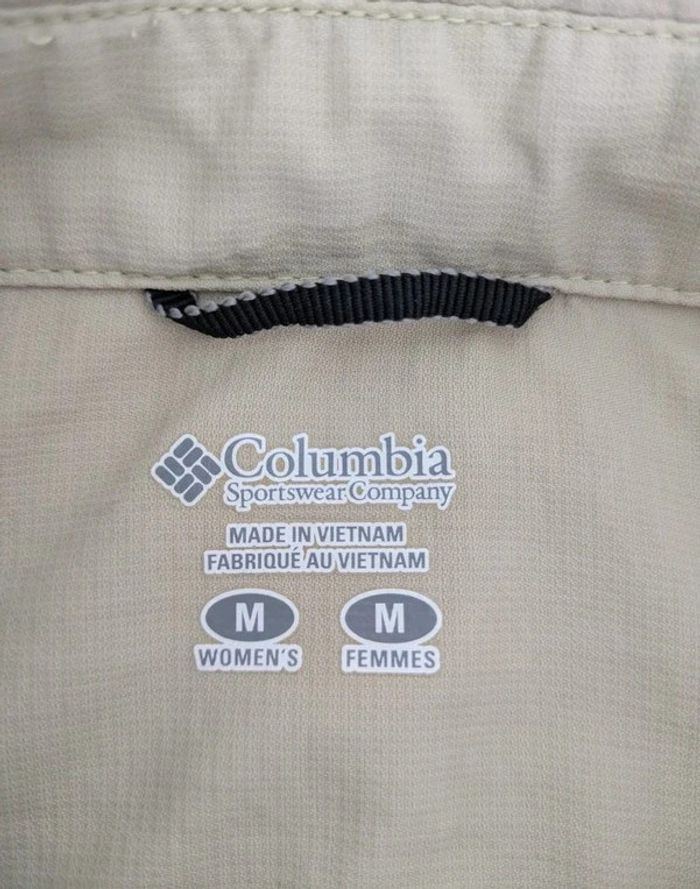 Columbia
Sportswear Company
MADE IN VIETNAM
FABRIQUÉ AU VIETNAM
M M
WOMEN'S FEMMES